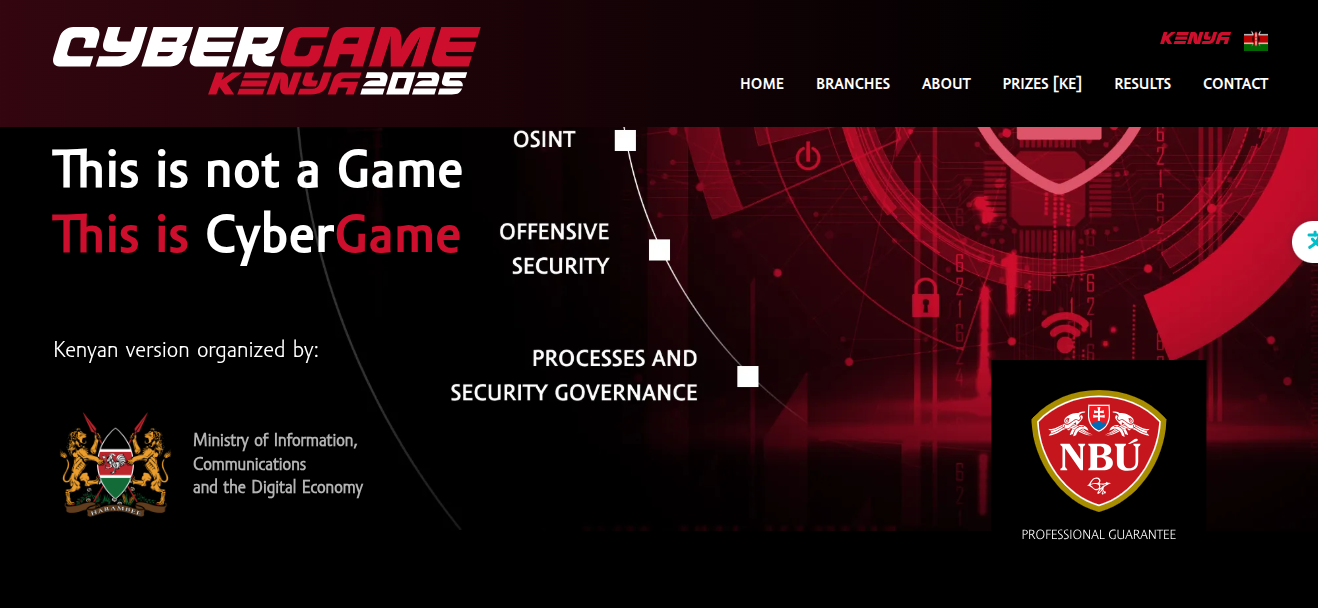 CYBERGAME
KENYA 2025
KENYA
HOME BRANCHES ABOUT PRIZES [KE] RESULTS CONTACT
This is not a Game
This is CyberGame
OSINT
OFFENSIVE
SECURITY
PROCESSES AND
SECURITY GOVERNANCE
Kenyan version organized by:
HARAMBEE
Ministry of Information,
Communications
and the Digital Economy
NBÚ
PROFESSIONAL GUARANTEE